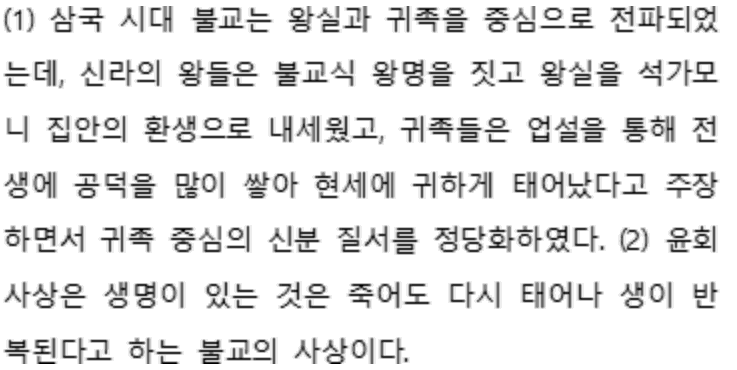 (1) 삼국 시대 불교는 왕실과 귀족을 중심으로 전파되었
는데, 신라의 왕들은 불교식 왕명을 짓고 왕실을 석가모
니 집안의 환생으로 내세웠고, 귀족들은 업설을 통해 전
생에 공덕을 많이 쌓아 현세에 귀하게 태어났다고 주장
하면서 귀족 중심의 신분 질서를 정당화하였다. (2) 윤회
사상은 생명이 있는 것은 죽어도 다시 태어나 생이 반
복된다고 하는 불교의 사상이다.